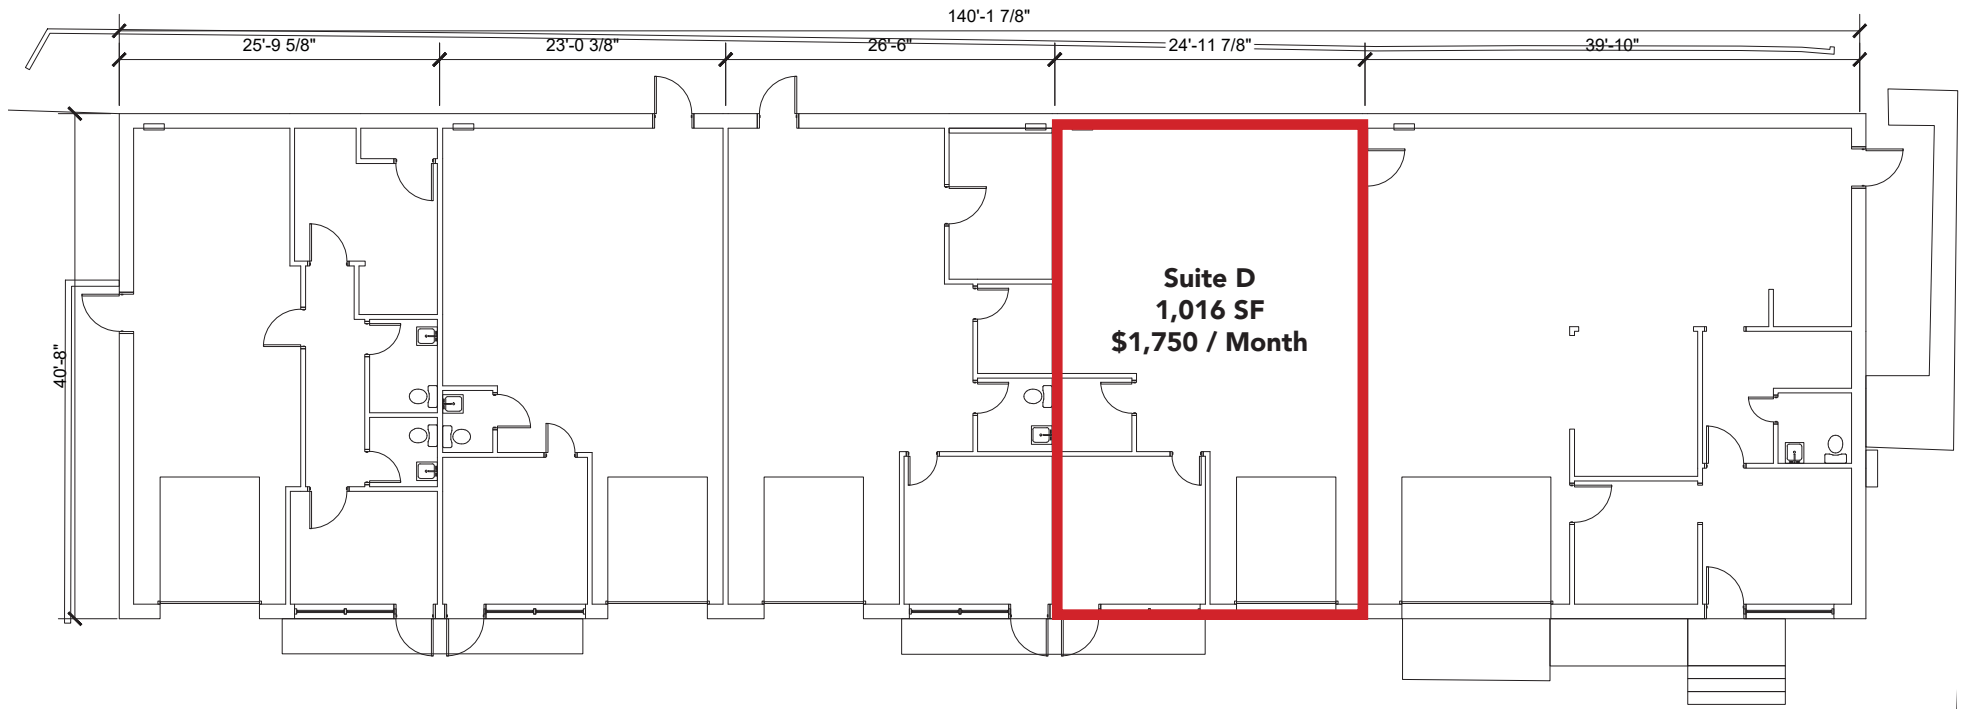 140'-1 7/8"
25'-9 5/8"
23'-0 3/8"
26'-6"
24'-11 7/8"
39'-10"
40'-8"
Suite D
1,016 SF
$1,750 / Month